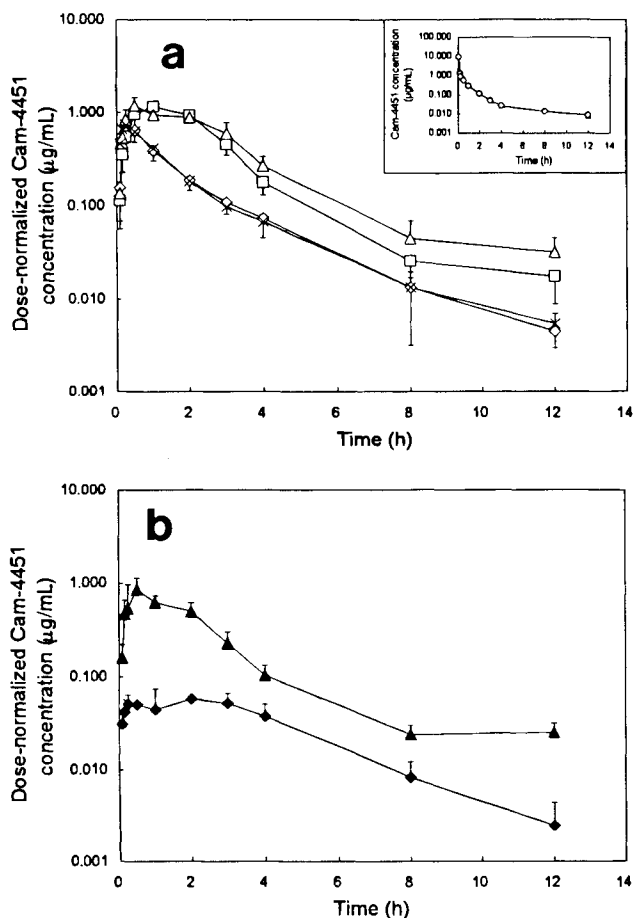 a
Dose-normalized Cam-4451
concentration (µg/mL)
10.000
1.000
0.100
0.010
0.001
0 2 4 6 8 10 12 14
Time (h)
Cam-4451 concentration
(µg/mL)
100.000
10.000
1.000
0.100
0.010
0.001
0 2 4 6 8 10 12 14
Time (h)
b
Dose-normalized Cam-4451
concentration (µg/mL)
10.000
1.000
0.100
0.010
0.001
0 2 4 6 8 10 12 14
Time (h)